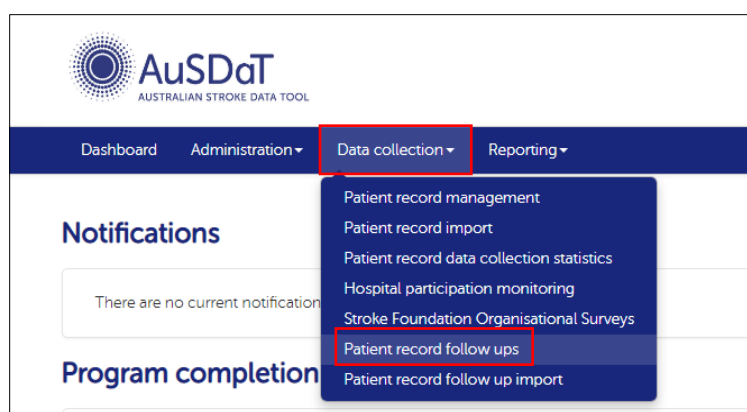 AuSDaT
AUSTRALIAN STROKE DATA TOOL
Dashboard Administration Data collection Reporting
Patient record management
Patient record import
Patient record data collection statistics
Hospital participation monitoring
Stroke Foundation Organisational Surveys
Patient record follow ups
Patient record follow up import
Notifications
There are no current notification
Program completion